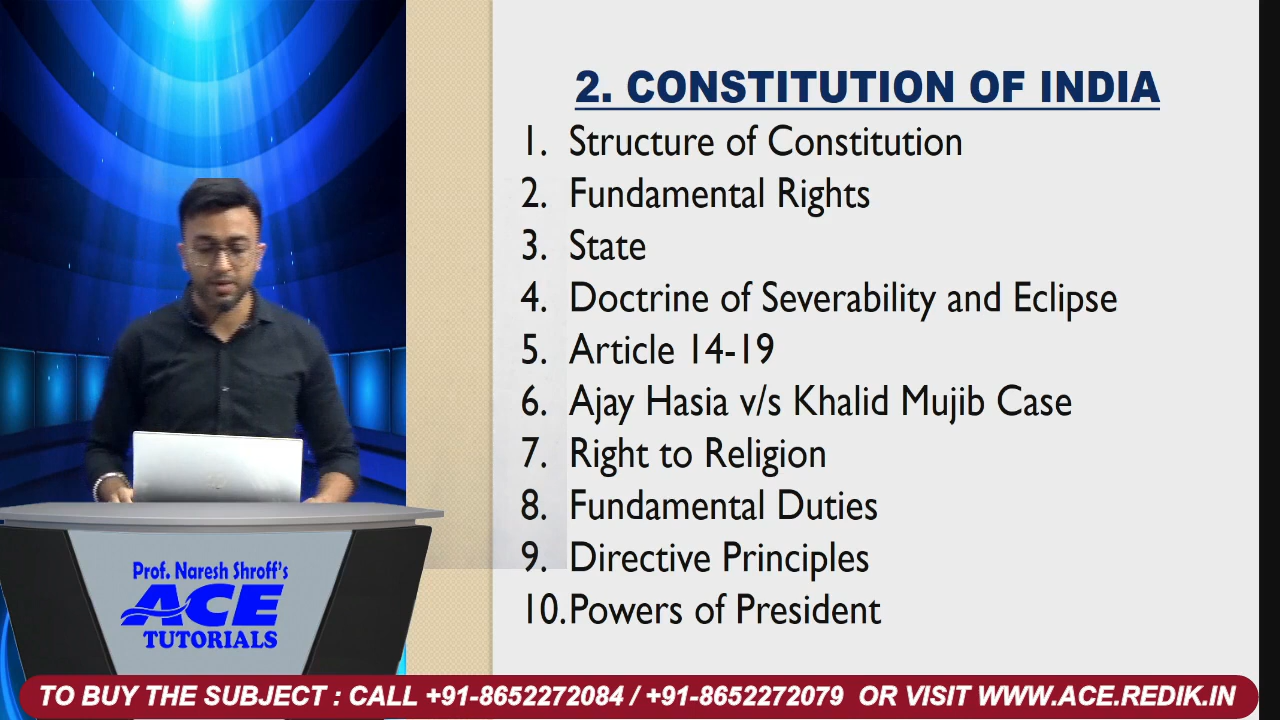 2. CONSTITUTION OF INDIA
1. Structure of Constitution
2. Fundamental Rights
3. State
4. Doctrine of Severability and Eclipse
5. Article 14-19
6. Ajay Hasia v/s Khalid Mujib Case
7. Right to Religion
8. Fundamental Duties
9. Directive Principles
10. Powers of President
Prof. Naresh Shroff's
ACE
TUTORIALS
TO BUY THE SUBJECT : CALL +91-8652272084 / +91-8652272079 OR VISIT WWW.ACE.REDIK.IN